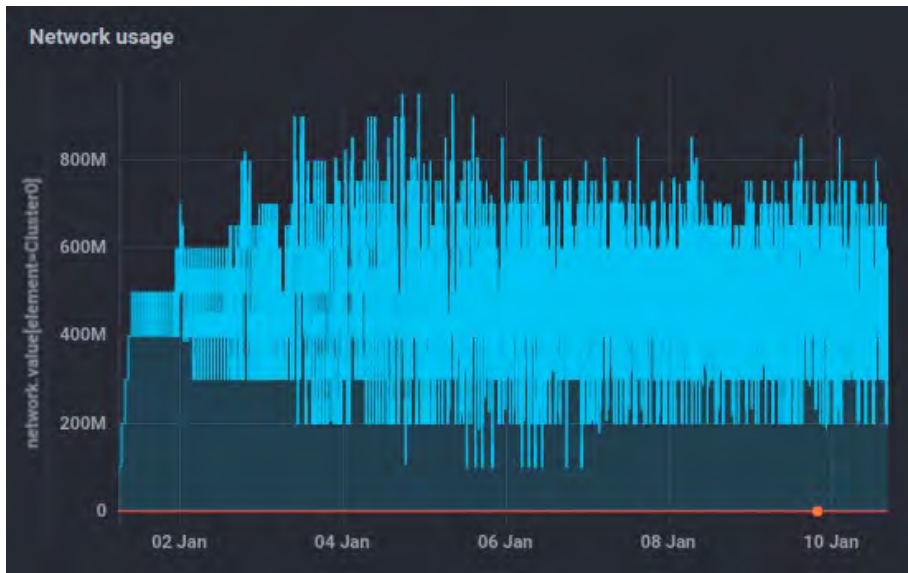 Network usage
network.value[element=Cluster0]
800M
600M
400M
200M
0
02 Jan
04 Jan
06 Jan
08 Jan
10 Jan